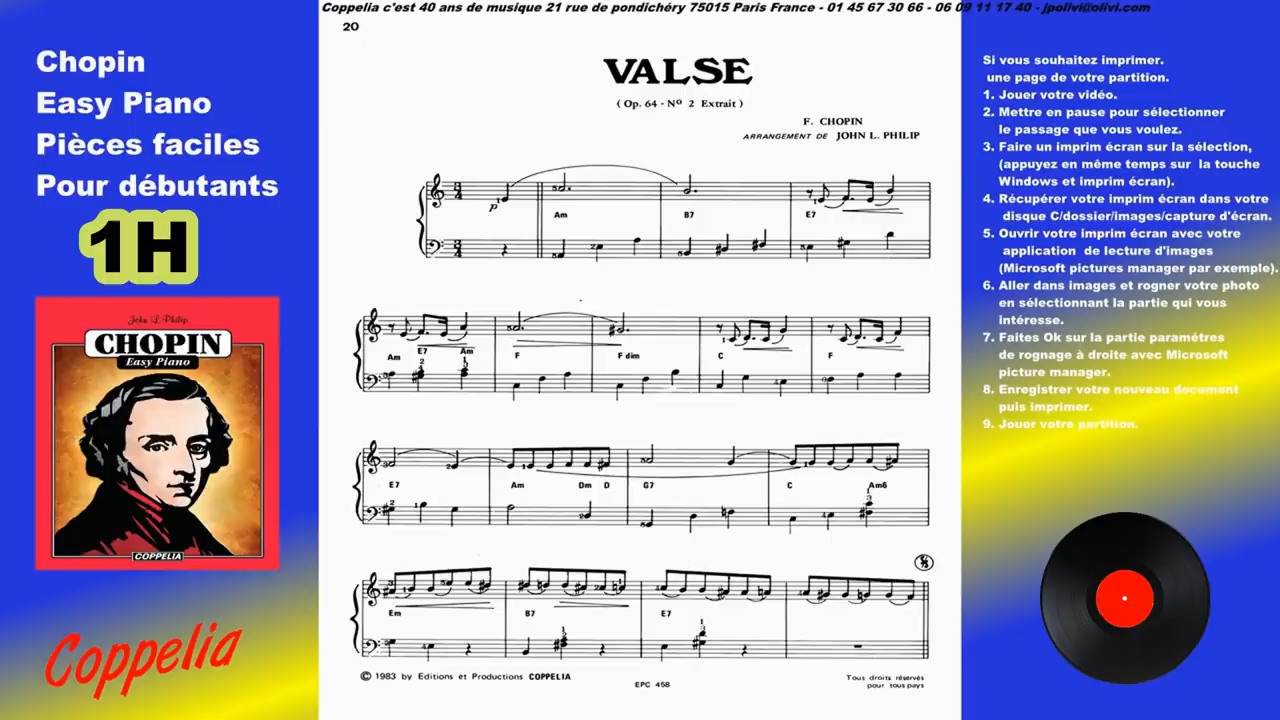 Coppelia c'est 40 ans de musique 21 rue de pondichéry 75015 Paris France - 01 45 67 30 66 - 06 09 11 17 40 - jpolivi@olivi.com
Chopin
Easy Piano
Pièces faciles
Pour débutants
1H
John L. Philip
CHOPIN
Easy Piano
COPPELIA
Coppelia
20
VALSE
( Op. 64 - Nº 2 Extrait )
F. CHOPIN
ARRANGEMENT DE JOHN L. PHILIP
p
Am B7 E7
Am E7 Am F F dim C F
E7 Am Dm D G7 C Am6
Em B7 E7
© 1983 by Editions et Productions COPPELIA
EPC 458
Tous droits réservés
pour tous pays
Si vous souhaitez imprimer.
une page de votre partition.
1. Jouer votre vidéo.
2. Mettre en pause pour sélectionner
le passage que vous voulez.
3. Faire un imprim écran sur la sélection,
(appuyez en même temps sur la touche
Windows et imprim écran).
4. Récupérer votre imprim écran dans votre
disque C/dossier/images/capture d'écran.
5. Ouvrir votre imprim écran avec votre
application de lecture d'images
(Microsoft pictures manager par exemple).
6. Aller dans images et rogner votre photo
en sélectionnant la partie qui vous
intéresse.
7. Faites Ok sur la partie paramétres
de rognage à droite avec Microsoft
picture manager.
8. Enregistrer votre nouveau document
puis imprimer.
9. Jouer votre partition.